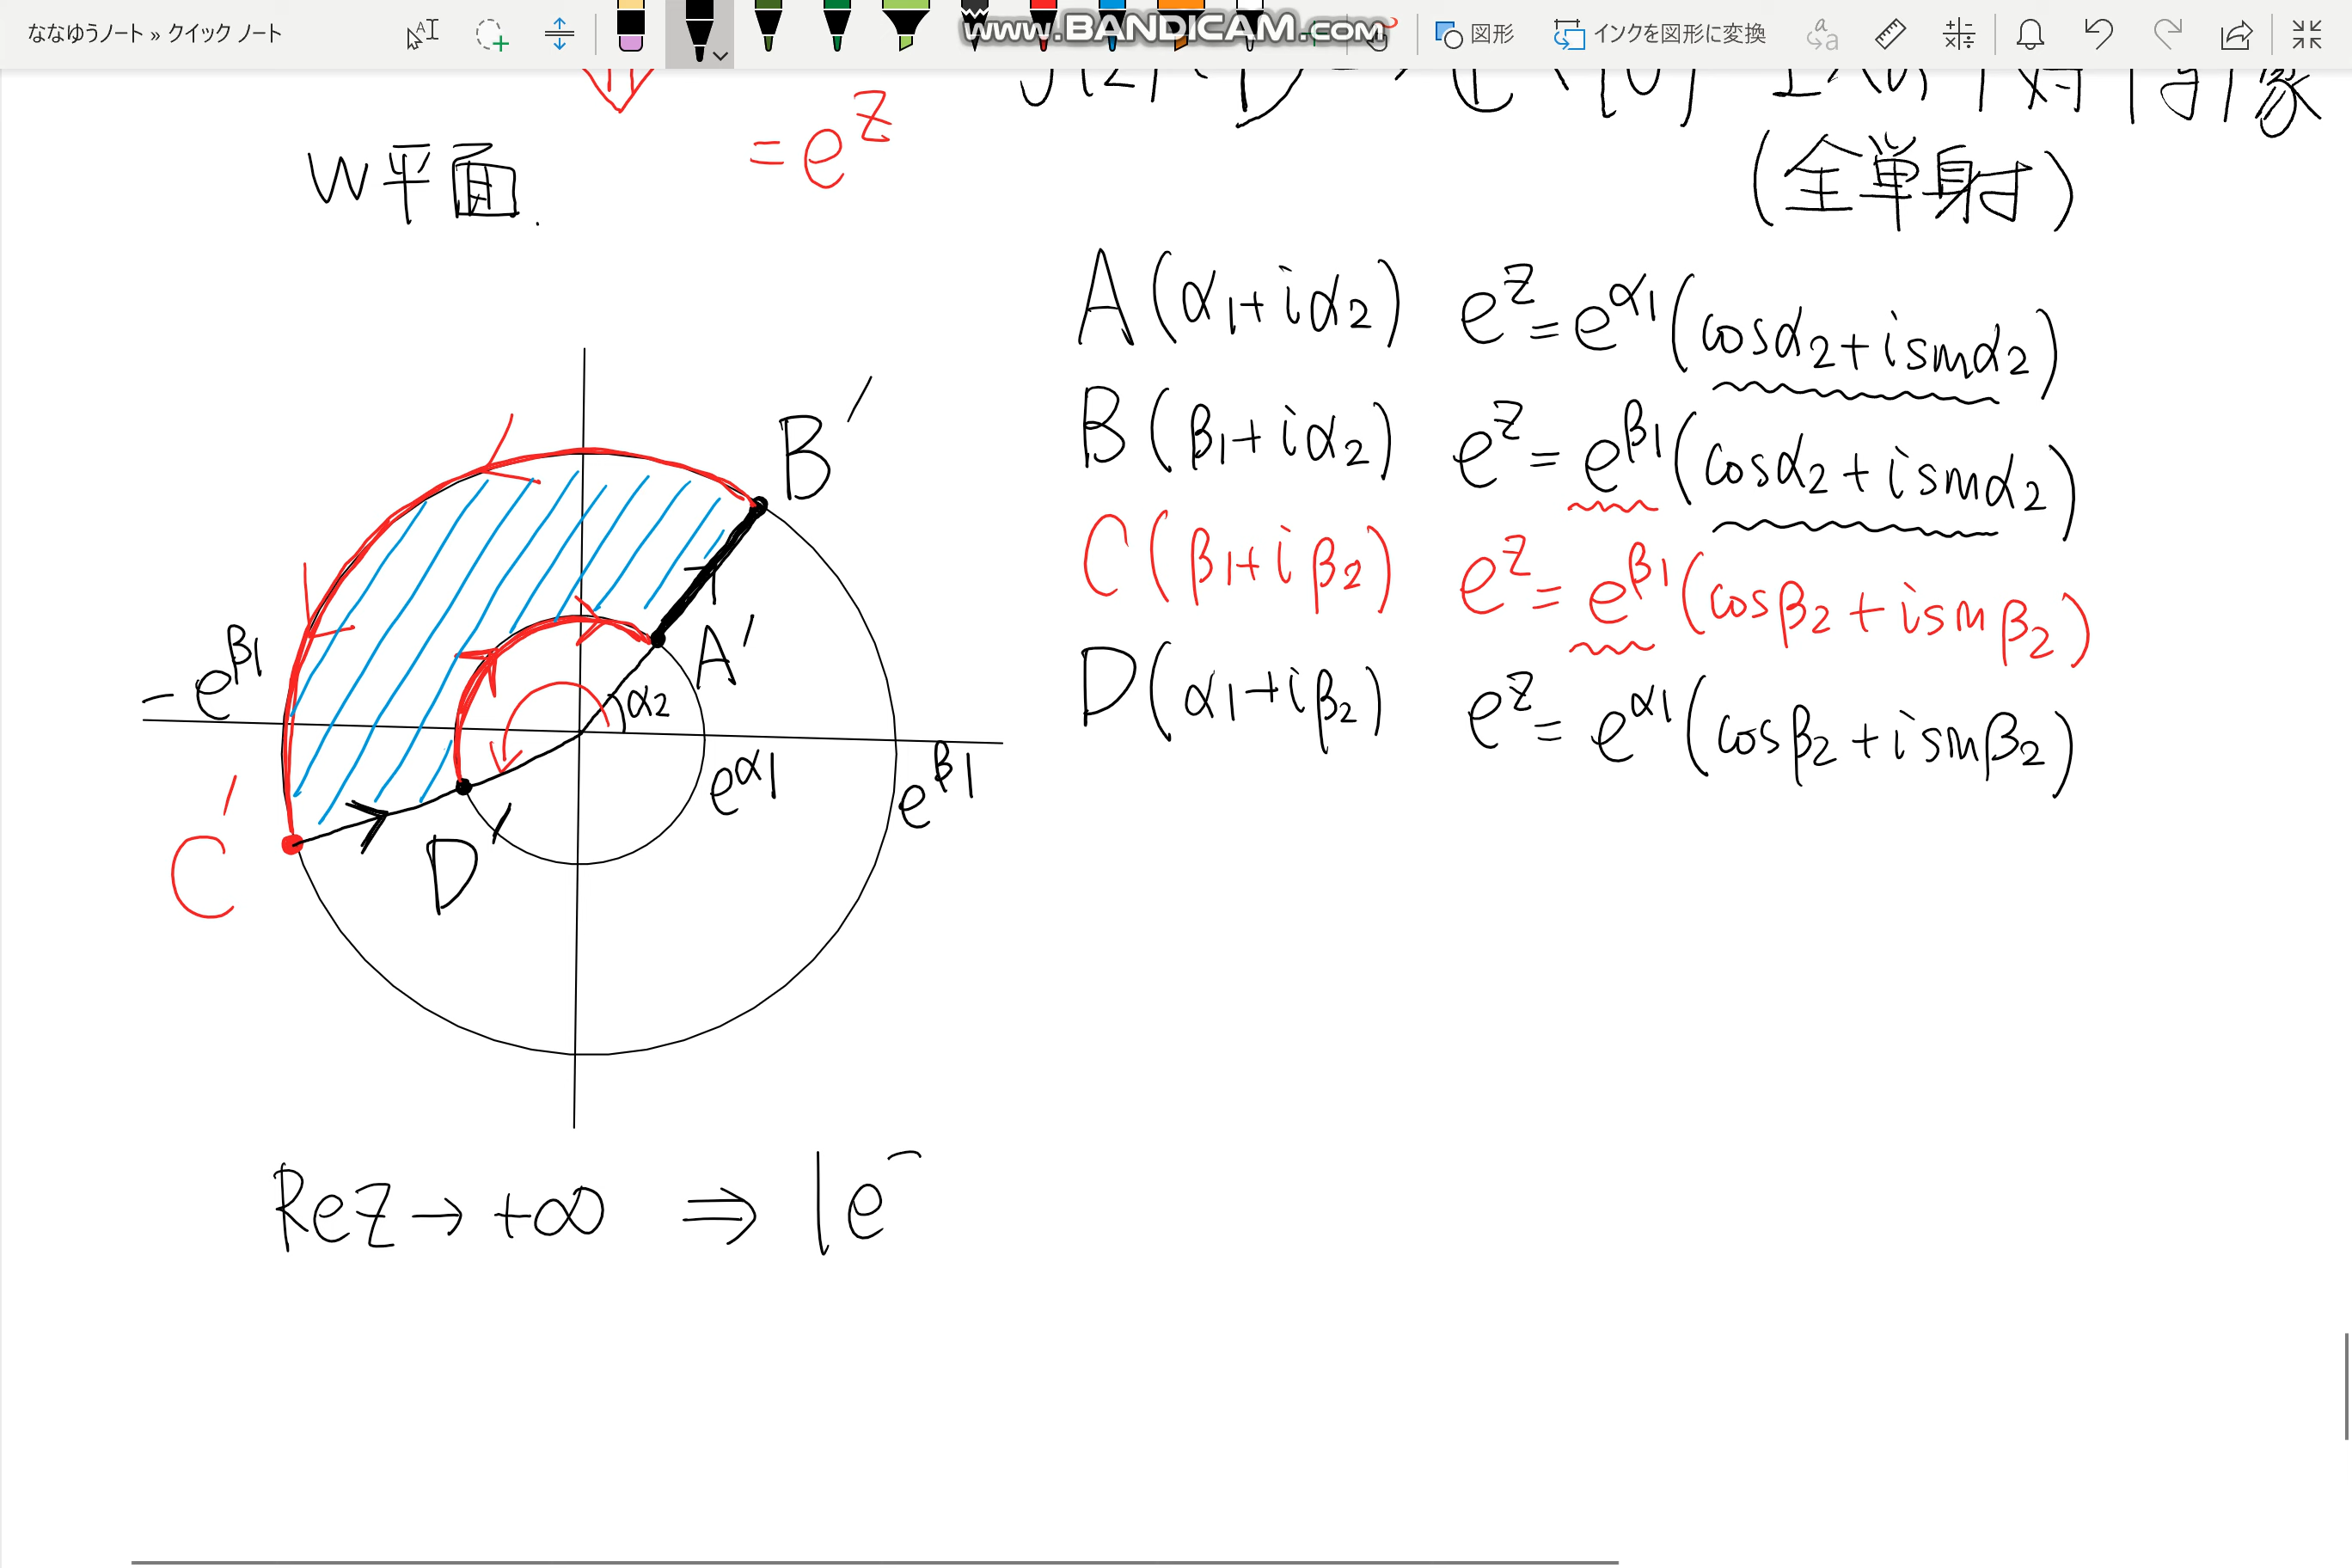 ななゆうノート » クイック ノート
www.BANDICAM.com
図形
インクを図形に変換
W平面.
= e^z
(全単射)
A(α1+iα2) e^z = e^α1(cosα2+isinα2)
B(β1+iα2) e^z = e^β1(cosα2+isinα2)
C(β1+iβ2) e^z = e^β1(cosβ2+isinβ2)
D(α1+iβ2) e^z = e^α1(cosβ2+isinβ2)
B'
A'
-e^β1
α2
e^α1
e^β1
C'
D'
Rez→+∞ ⇒ |e